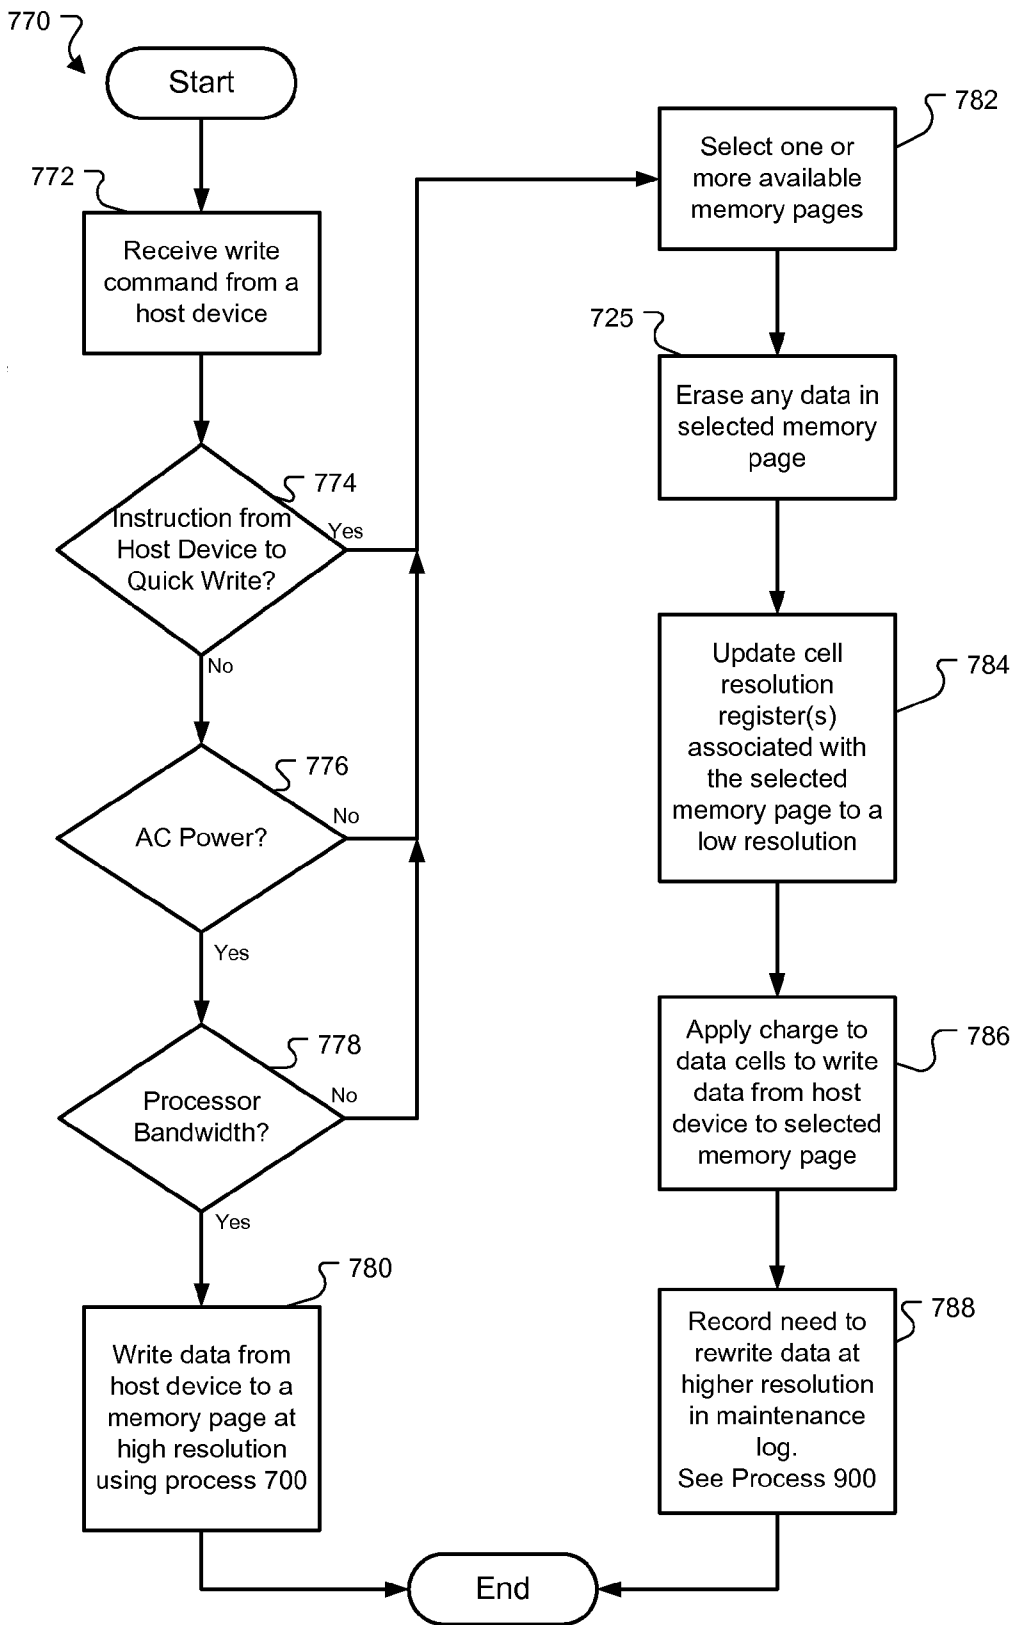 770
Start
772
Receive write
command from a
host device
774
Instruction from
Host Device to
Quick Write?
Yes
No
776
AC Power?
No
Yes
778
Processor
Bandwidth?
No
Yes
780
Write data from
host device to a
memory page at
high resolution
using process 700
782
Select one or
more available
memory pages
725
Erase any data in
selected memory
page
784
Update cell
resolution
register(s)
associated with
the selected
memory page to a
low resolution
786
Apply charge to
data cells to write
data from host
device to selected
memory page
788
Record need to
rewrite data at
higher resolution
in maintenance
log.
See Process 900
End